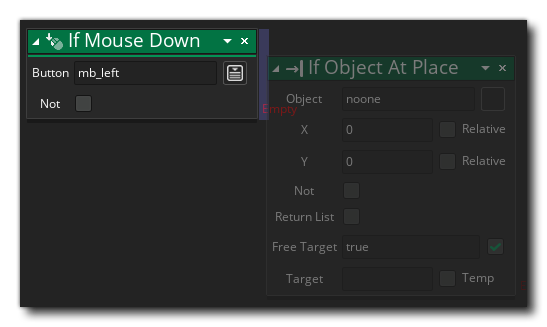 If Mouse Down
Button mb_left
Not
Empty
If Object At Place
Object noone
X 0 Relative
Y 0 Relative
Not
Return List
Free Target true
Target Temp